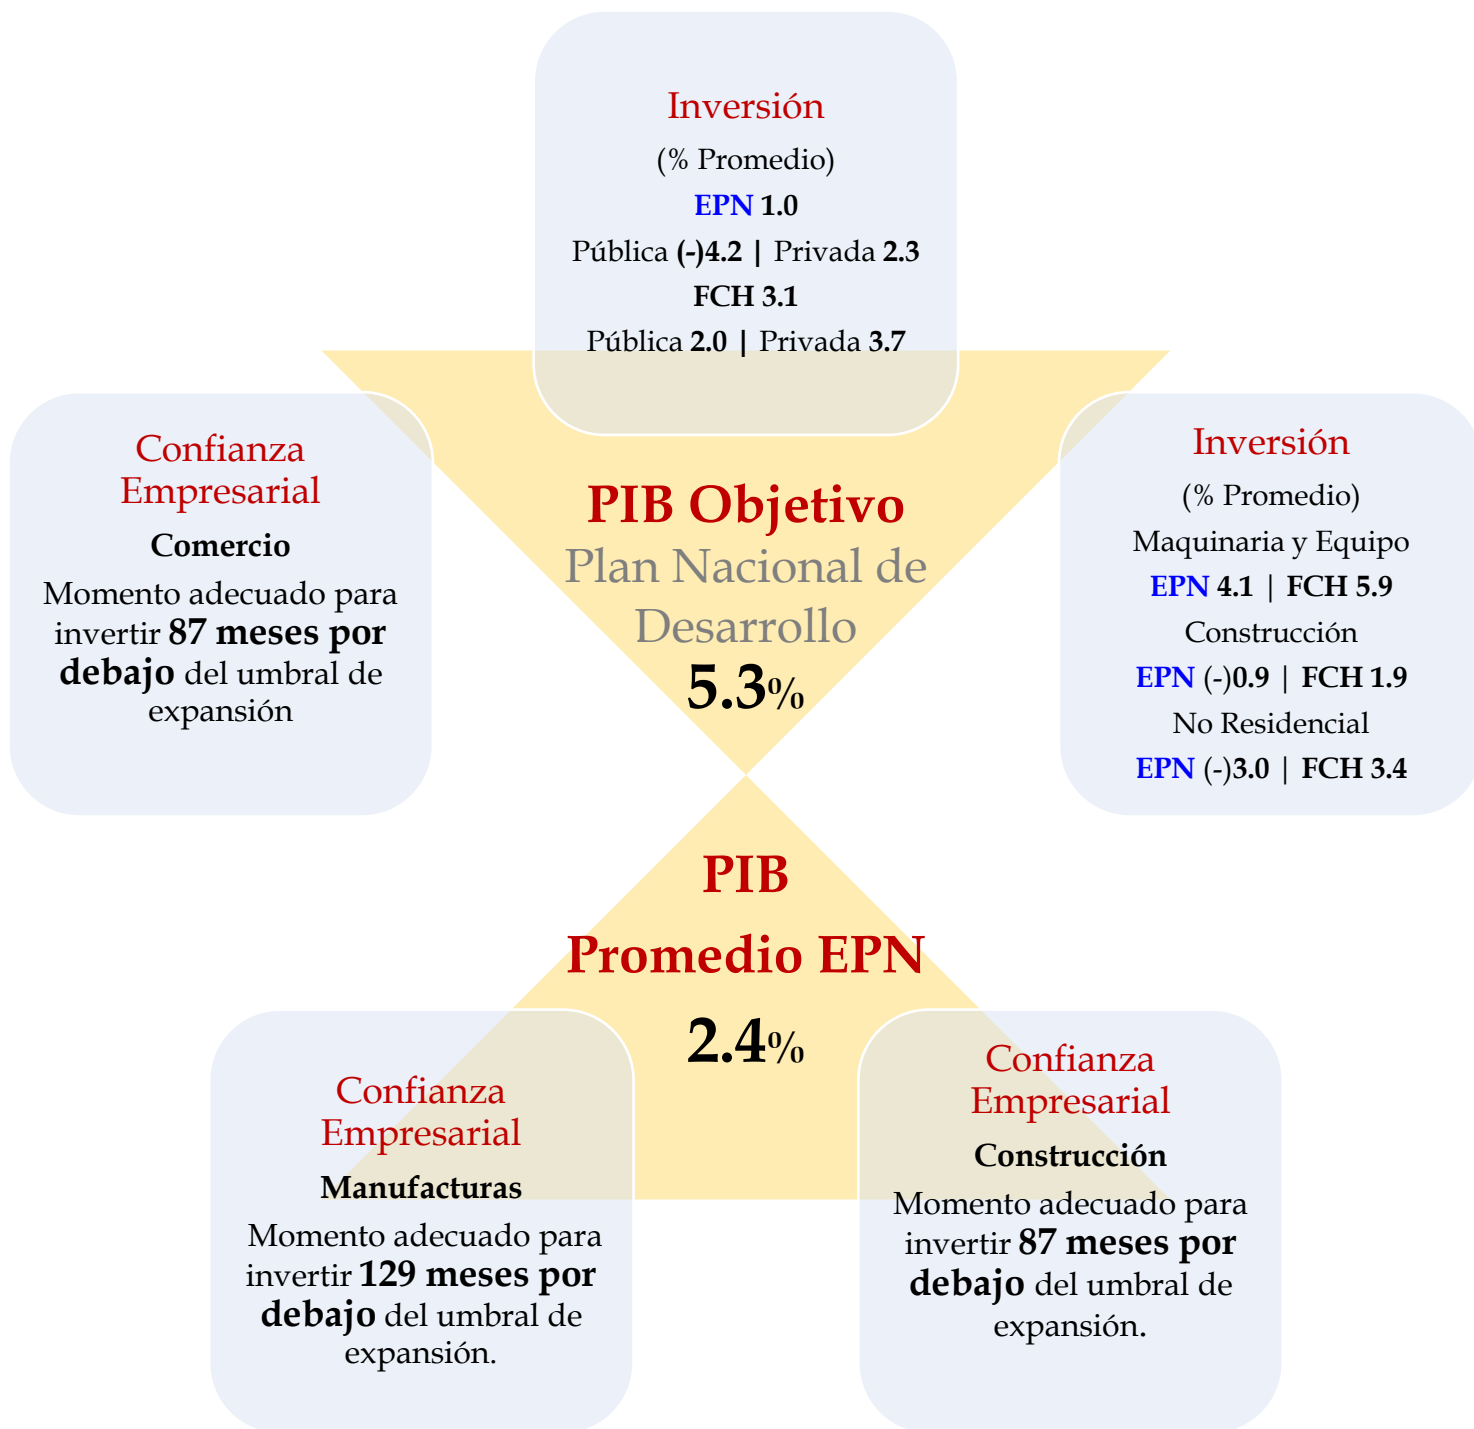 Inversión
(% Promedio)
EPN 1.0
Pública (-)4.2 | Privada 2.3
FCH 3.1
Pública 2.0 | Privada 3.7
Confianza
Empresarial
Comercio
Momento adecuado para
invertir 87 meses por
debajo del umbral de
expansión
PIB Objetivo
Plan Nacional de
Desarrollo
5.3%
Inversión
(% Promedio)
Maquinaria y Equipo
EPN 4.1 | FCH 5.9
Construcción
EPN (-)0.9 | FCH 1.9
No Residencial
EPN (-)3.0 | FCH 3.4
PIB
Promedio EPN
2.4%
Confianza
Empresarial
Manufacturas
Momento adecuado para
invertir 129 meses por
debajo del umbral de
expansión.
Confianza
Empresarial
Construcción
Momento adecuado para
invertir 87 meses por
debajo del umbral de
expansión.